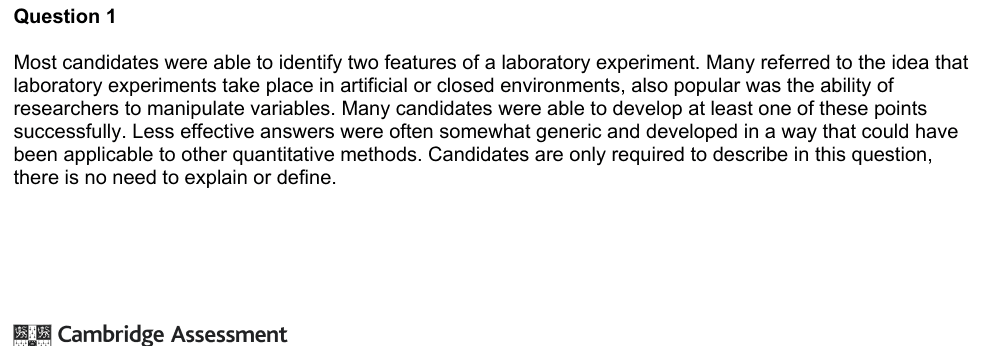 Question 1
Most candidates were able to identify two features of a laboratory experiment. Many referred to the idea that
laboratory experiments take place in artificial or closed environments, also popular was the ability of
researchers to manipulate variables. Many candidates were able to develop at least one of these points
successfully. Less effective answers were often somewhat generic and developed in a way that could have
been applicable to other quantitative methods. Candidates are only required to describe in this question,
there is no need to explain or define.
Cambridge Assessment